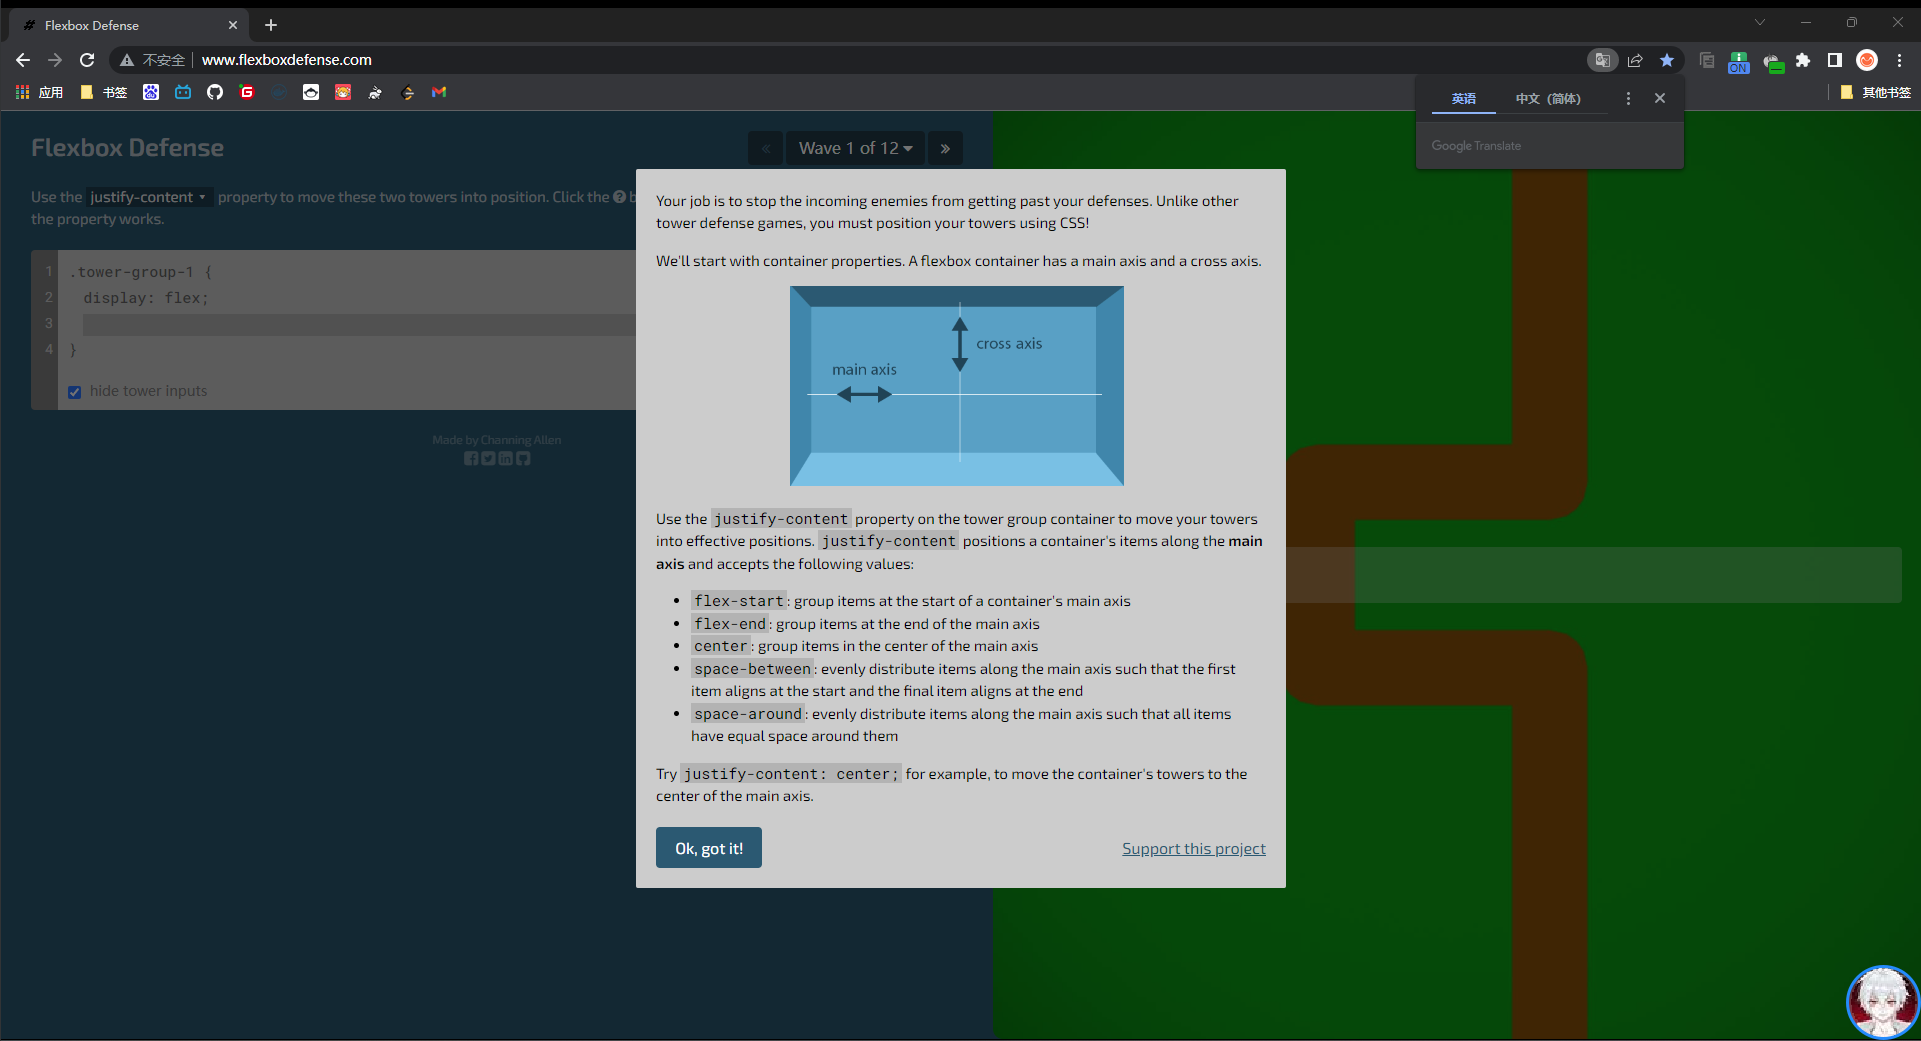 Flexbox Defense
不安全
www.flexboxdefense.com
ON
应用
书签
其他书签
英语
中文（简体）
Google Translate
Flexbox Defense
« Wave 1 of 12 »
Use the justify-content property to move these two towers into position. Click the ? b
the property works.
1 .tower-group-1 {
2 display: flex;
3
4 }
hide tower inputs
Made by Channing Allen
Your job is to stop the incoming enemies from getting past your defenses. Unlike other
tower defense games, you must position your towers using CSS!
We'll start with container properties. A flexbox container has a main axis and a cross axis.
cross axis
main axis
Use the justify-content property on the tower group container to move your towers
into effective positions. justify-content positions a container's items along the main
axis and accepts the following values:
• flex-start: group items at the start of a container's main axis
• flex-end: group items at the end of the main axis
• center: group items in the center of the main axis
• space-between: evenly distribute items along the main axis such that the first
item aligns at the start and the final item aligns at the end
• space-around: evenly distribute items along the main axis such that all items
have equal space around them
Try justify-content: center; for example, to move the container's towers to the
center of the main axis.
Ok, got it!
Support this project